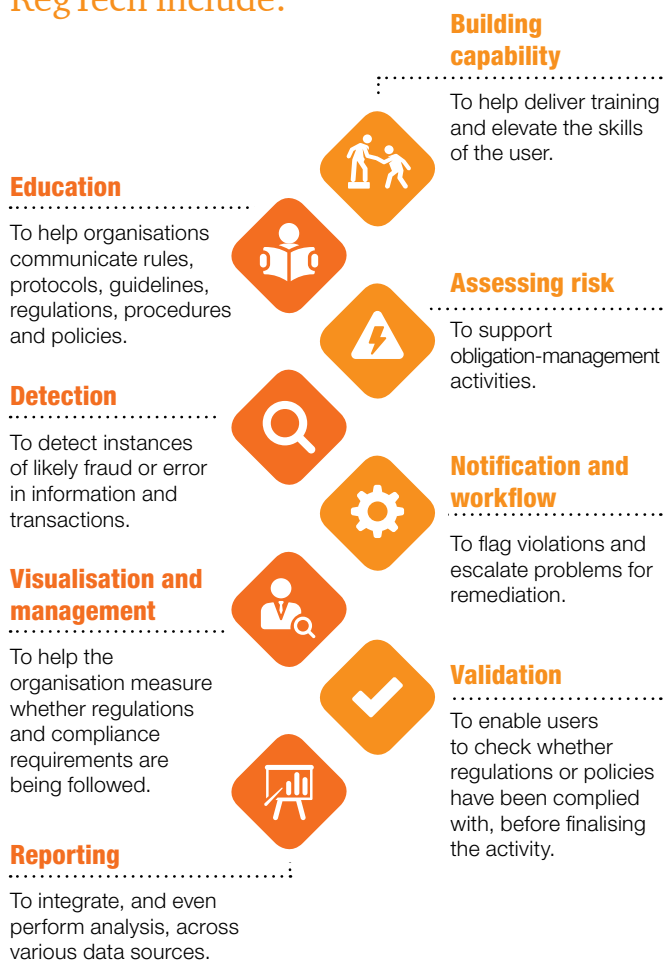 RegTech include:
Building
capability
To help deliver training
and elevate the skills
of the user.
Education
To help organisations
communicate rules,
protocols, guidelines,
regulations, procedures
and policies.
Assessing risk
To support
obligation-management
activities.
Detection
To detect instances
of likely fraud or error
in information and
transactions.
Notification and
workflow
To flag violations and
escalate problems for
remediation.
Visualisation and
management
To help the
organisation measure
whether regulations
and compliance
requirements are
being followed.
Validation
To enable users
to check whether
regulations or policies
have been complied
with, before finalising
the activity.
Reporting
To integrate, and even
perform analysis, across
various data sources.